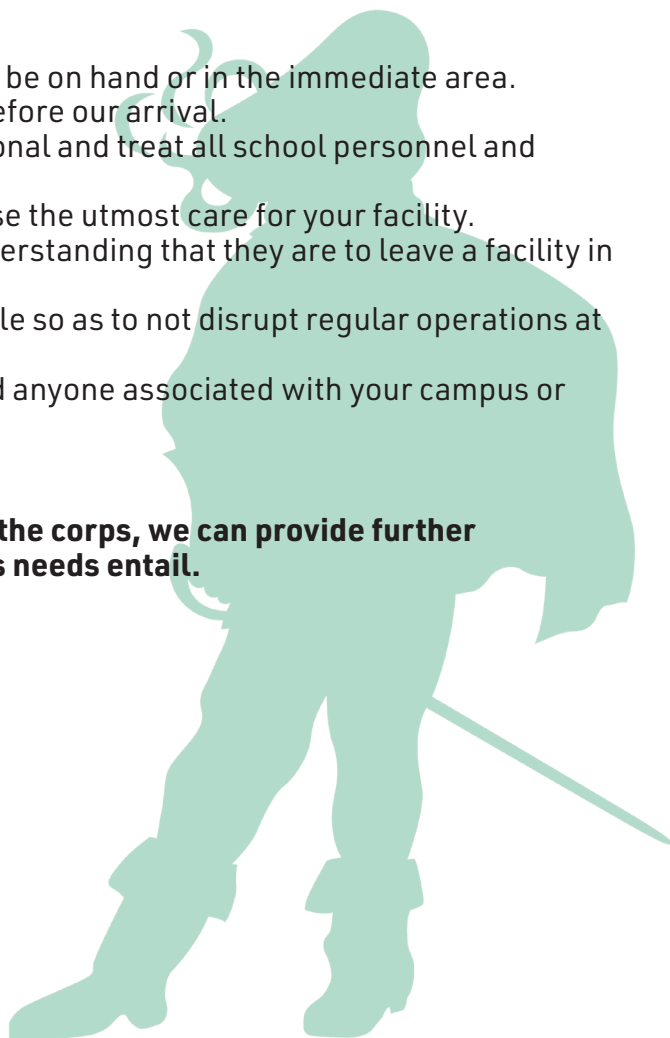 be on hand or in the immediate area.
efore our arrival.
onal and treat all school personnel and
se the utmost care for your facility.
erstanding that they are to leave a facility in
le so as to not disrupt regular operations at
d anyone associated with your campus or
the corps, we can provide further
s needs entail.